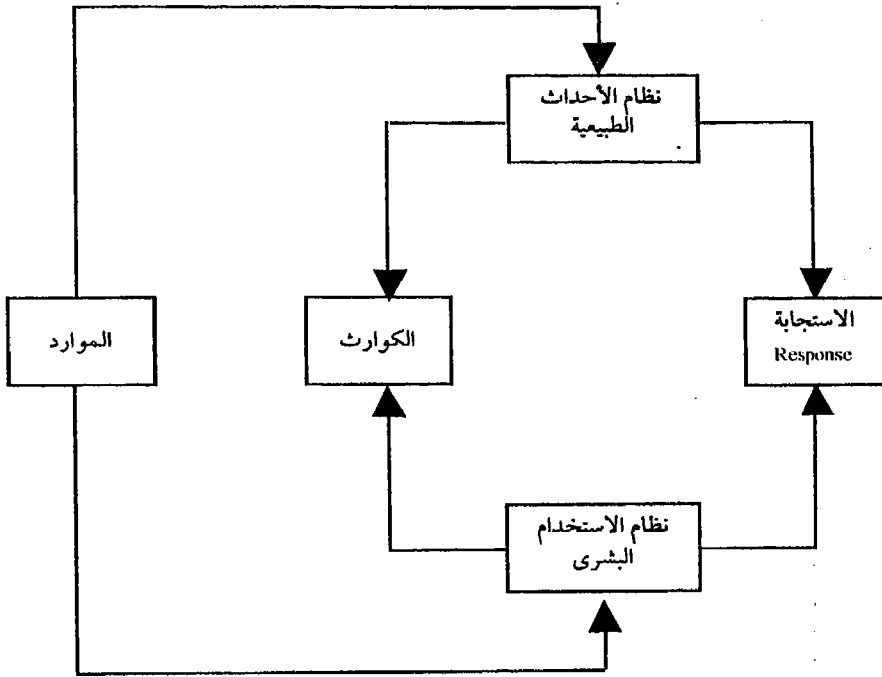 نظام الأحداث
الطبيعية
الاستجابة
Response
الكوارث
الموارد
نظام الاستخدام
البشرى